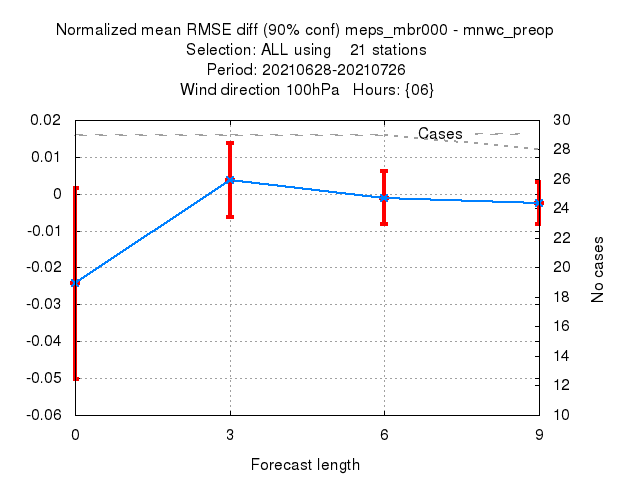 Normalized mean RMSE diff (90% conf) meps_mbr000 - mnwc_preop
Selection: ALL using    21 stations
Period: 20210628-20210726
Wind direction 100hPa   Hours: {06}
0.02
0.01
0
-0.01
-0.02
-0.03
-0.04
-0.05
-0.06
Cases
30
28
26
24
22
20
18
16
14
12
10
No cases
0 3 6 9
Forecast length